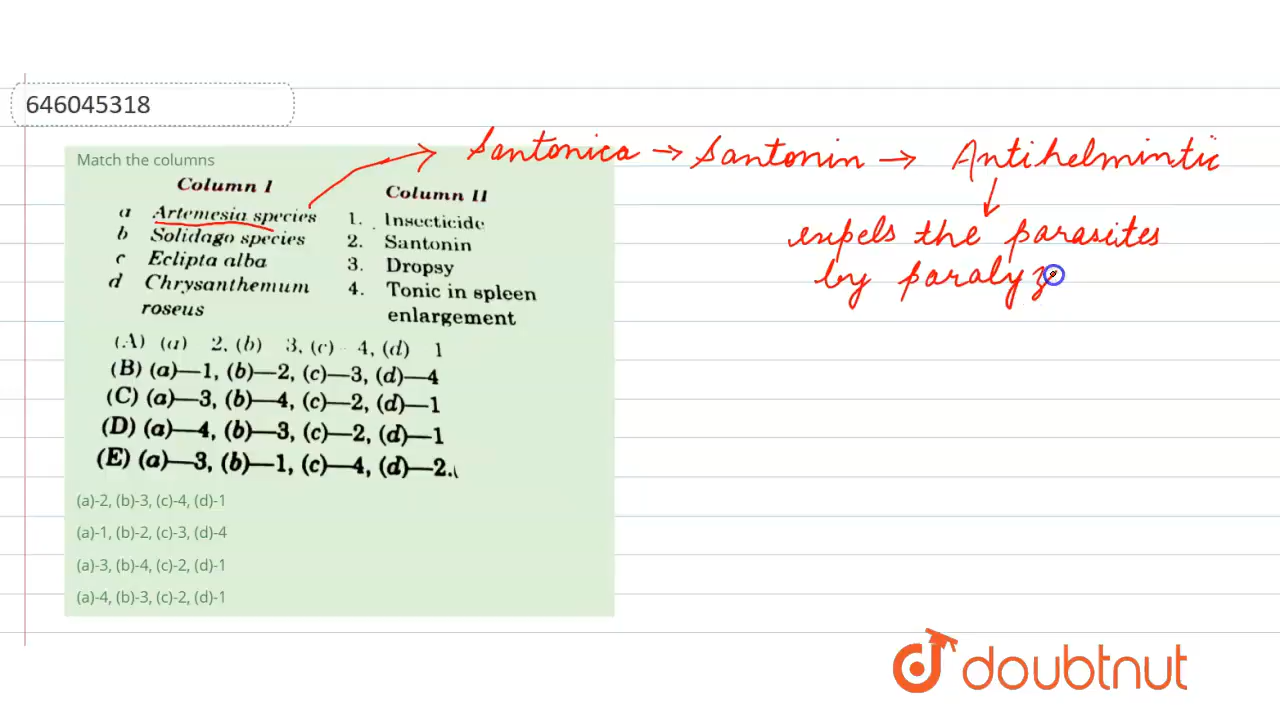 646045318
Match the columns
Column I
Column II
a Artemesia species
1. Insecticide
b Solidago species
2. Santonin
c Eclipta alba
3. Dropsy
d Chrysanthemum
roseus
4. Tonic in spleen
enlargement
(A) (a) 2, (b) 3, (c) - 4, (d) 1
(B) (a)—1, (b)—2, (c)—3, (d)—4
(C) (a)—3, (b)—4, (c)—2, (d)—1
(D) (a)—4, (b)—3, (c)—2, (d)—1
(E) (a)—3, (b)—1, (c)—4, (d)—2.(
(a)-2, (b)-3, (c)-4, (d)-1
(a)-1, (b)-2, (c)-3, (d)-4
(a)-3, (b)-4, (c)-2, (d)-1
(a)-4, (b)-3, (c)-2, (d)-1
Santonica → Santonin → Antihelmintic
expels the parasites
by paralyz
doubtnut